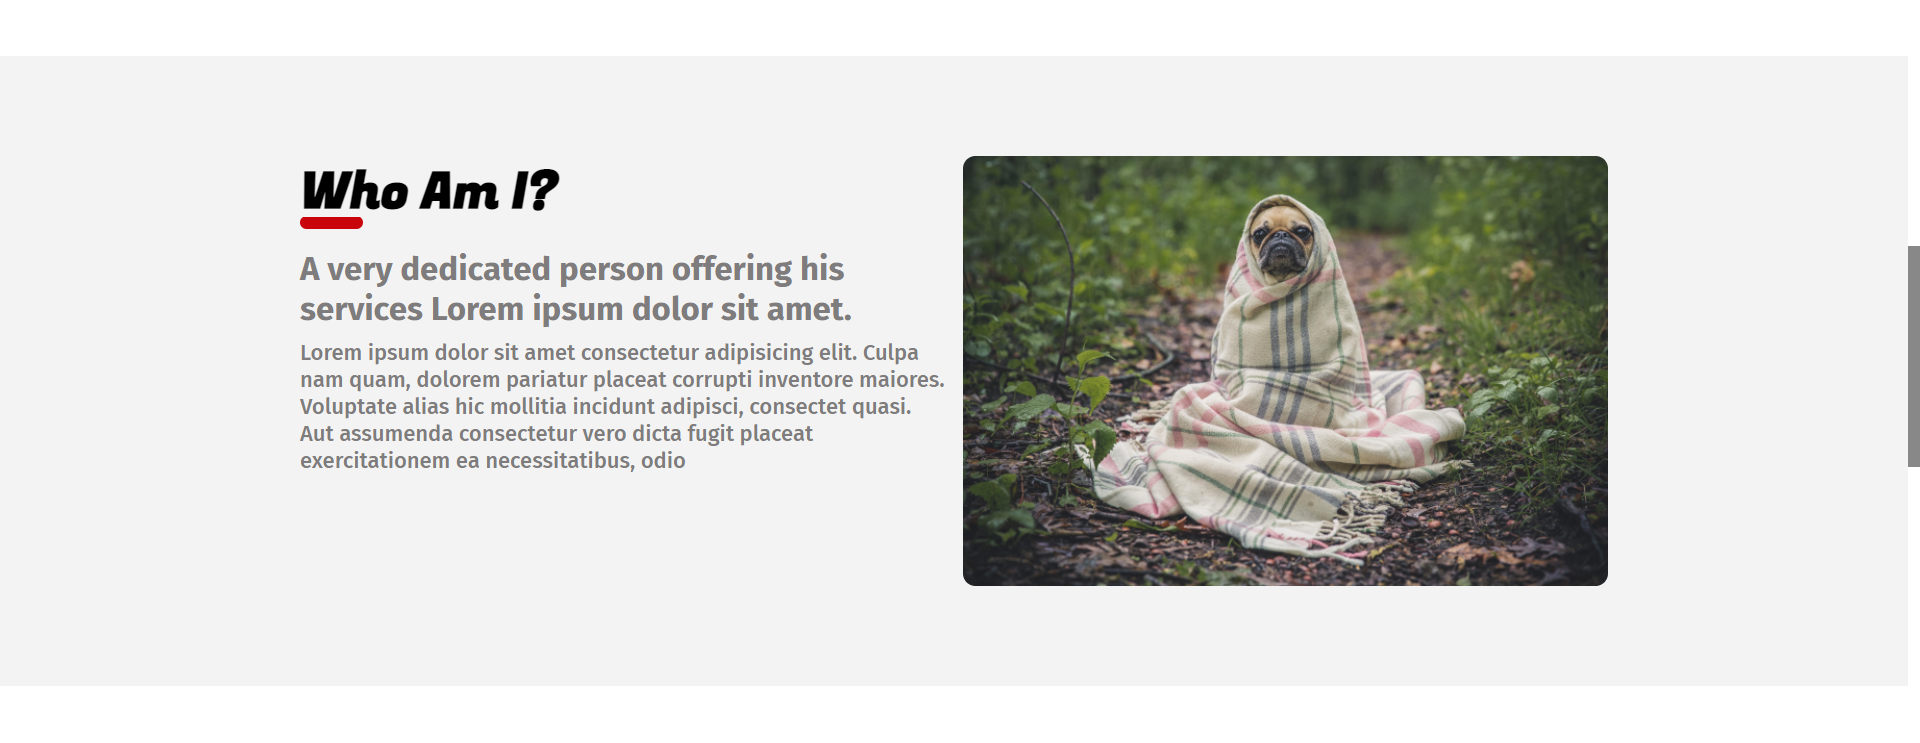 Who Am I?
A very dedicated person offering his
services Lorem ipsum dolor sit amet.
Lorem ipsum dolor sit amet consectetur adipisicing elit. Culpa
nam quam, dolorem pariatur placeat corrupti inventore maiores.
Voluptate alias hic mollitia incidunt adipisci, consectet quasi.
Aut assumenda consectetur vero dicta fugit placeat
exercitationem ea necessitatibus, odio